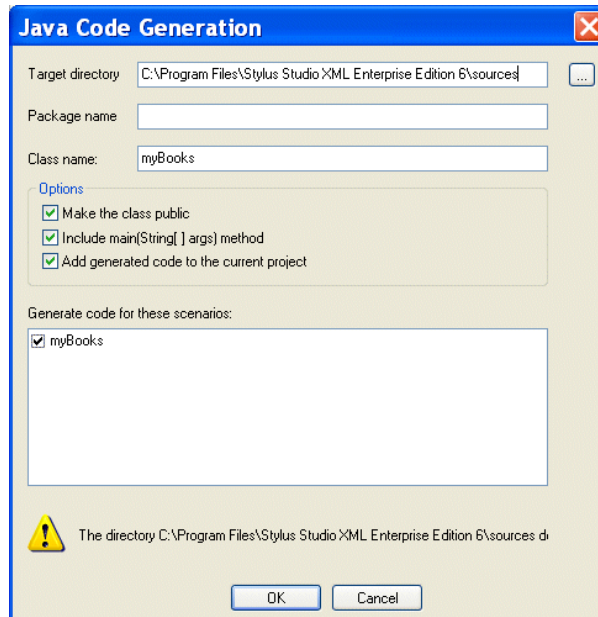 Java Code Generation
Target directory C:\Program Files\Stylus Studio XML Enterprise Edition 6\sources ...
Package name
Class name: myBooks
Options
Make the class public
Include main(String[ ] args) method
Add generated code to the current project
Generate code for these scenarios:
myBooks
The directory C:\Program Files\Stylus Studio XML Enterprise Edition 6\sources
OK Cancel